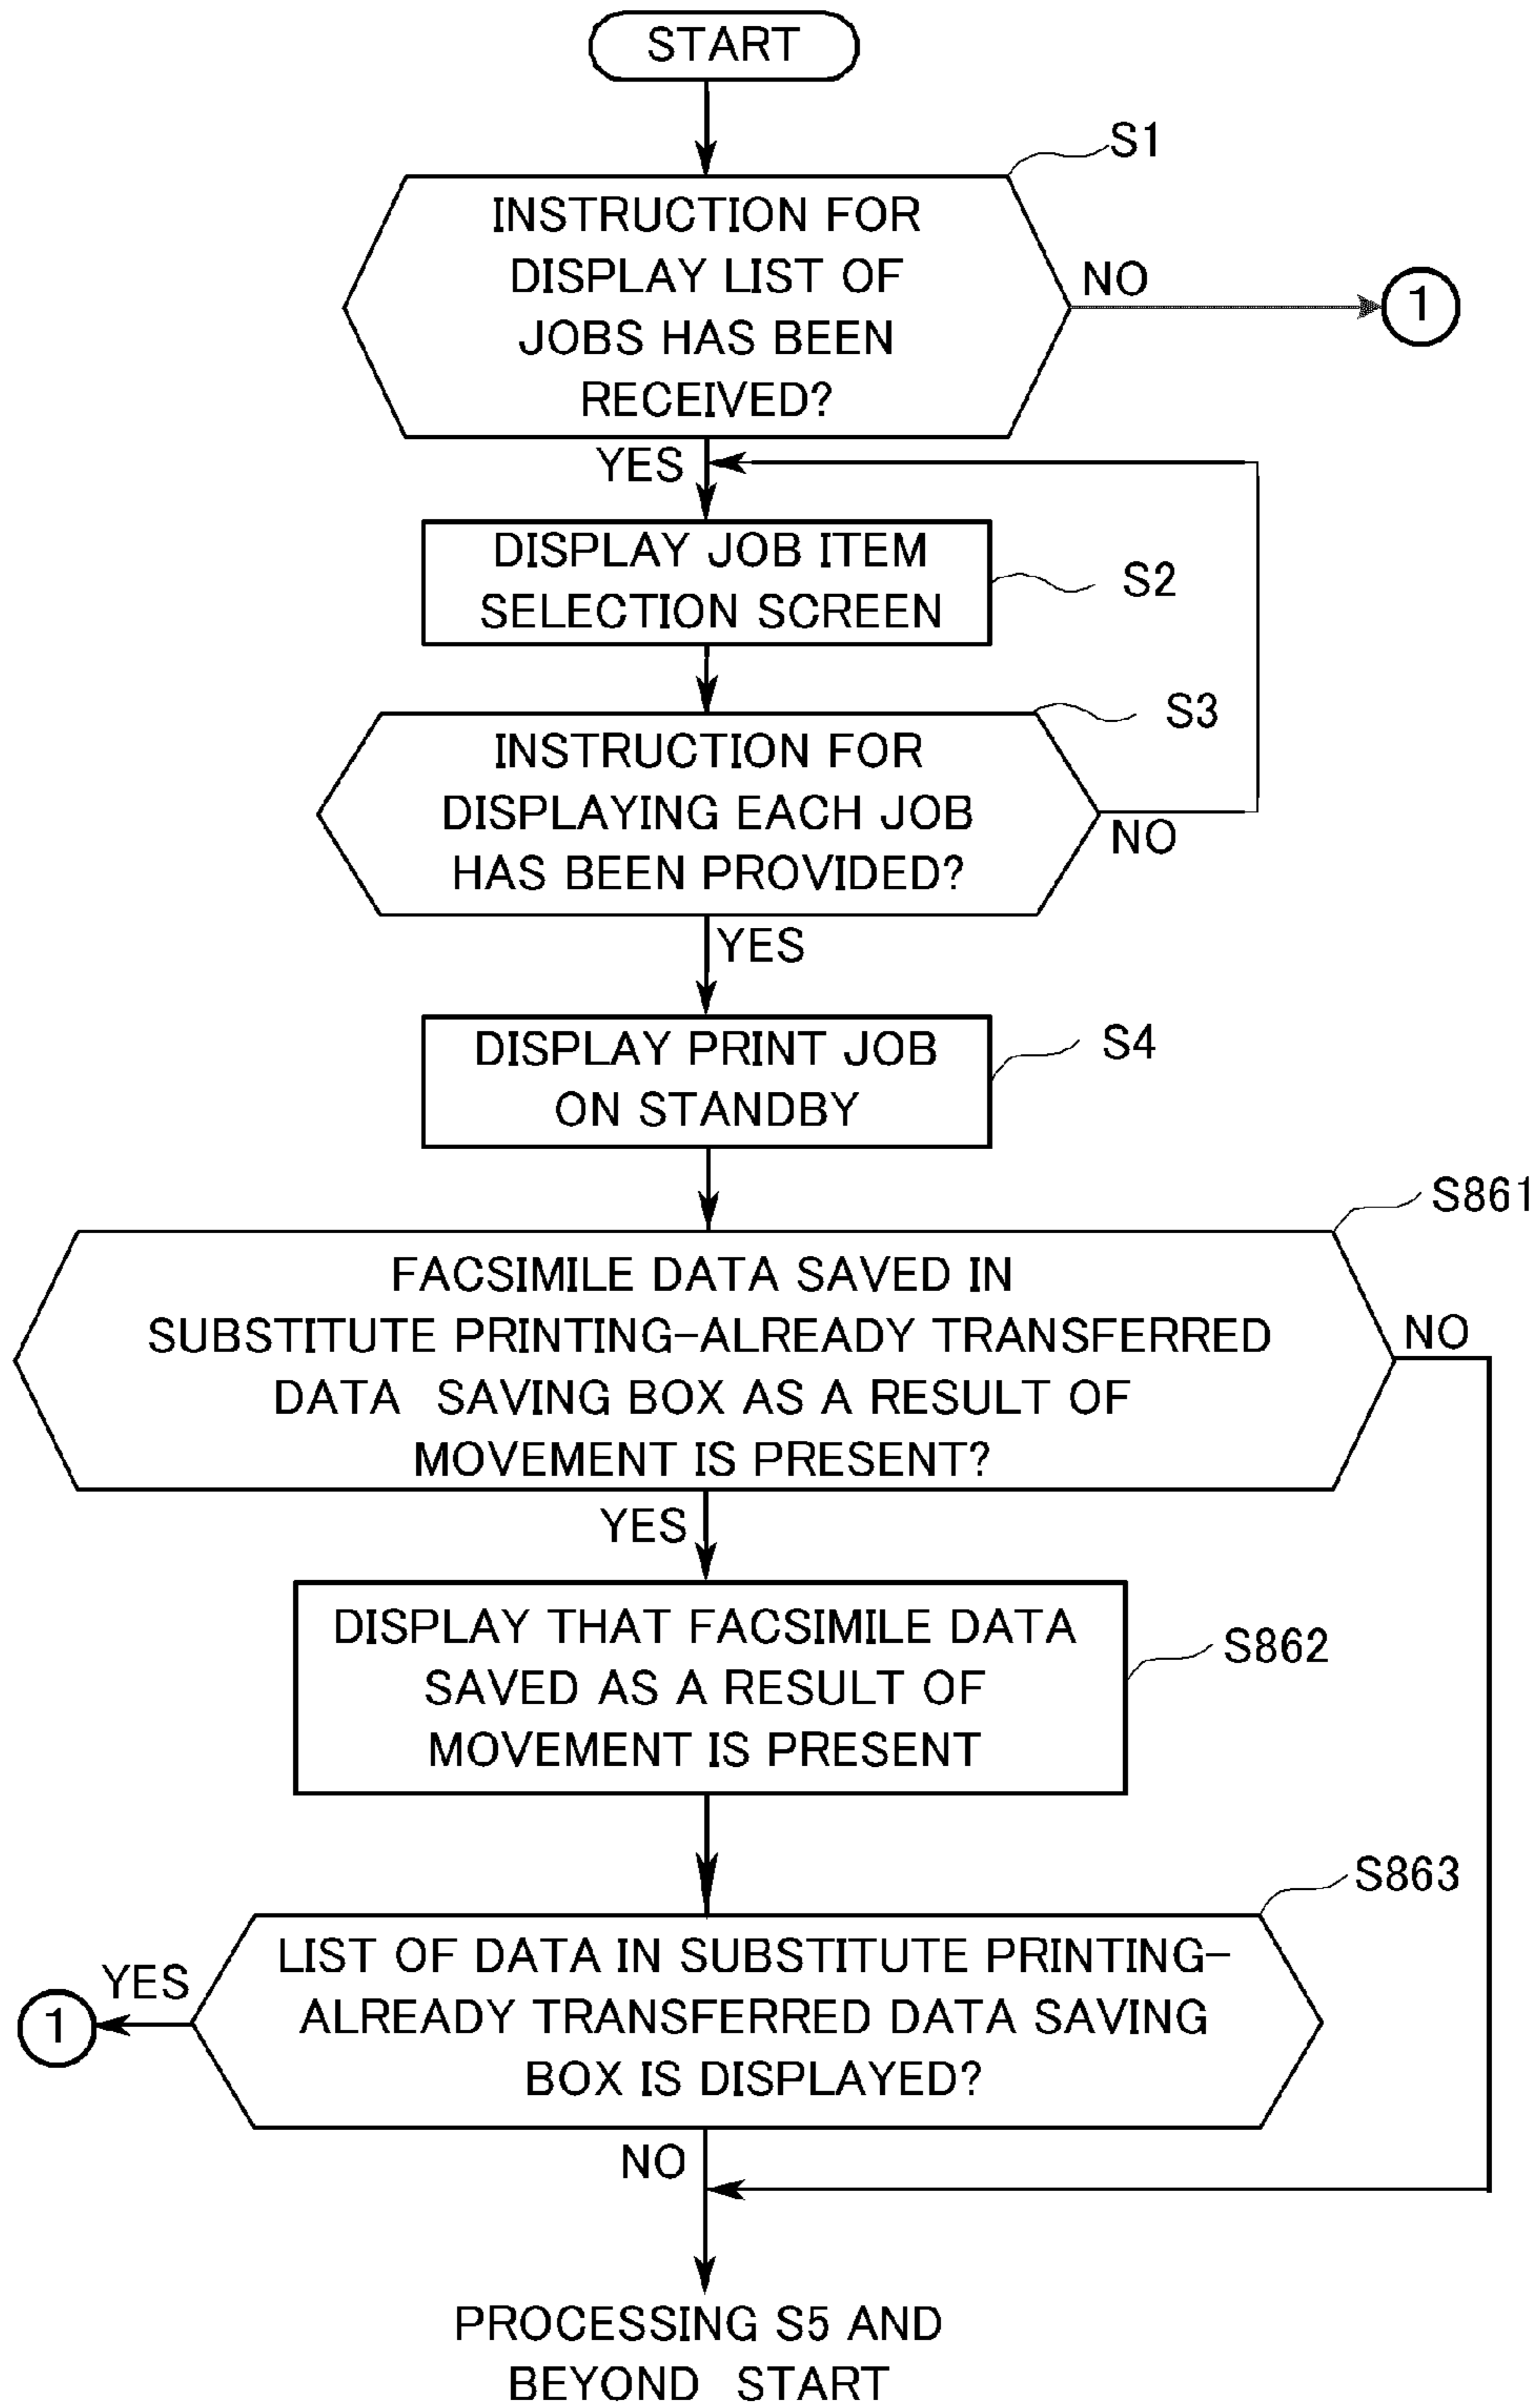 START
S1
INSTRUCTION FOR
DISPLAY LIST OF
JOBS HAS BEEN
RECEIVED?
NO
1
YES
DISPLAY JOB ITEM
SELECTION SCREEN
S2
S3
INSTRUCTION FOR
DISPLAYING EACH JOB
HAS BEEN PROVIDED?
NO
YES
DISPLAY PRINT JOB
ON STANDBY
S4
S861
FACSIMILE DATA SAVED IN
SUBSTITUTE PRINTING-ALREADY TRANSFERRED
DATA SAVING BOX AS A RESULT OF
MOVEMENT IS PRESENT?
NO
YES
DISPLAY THAT FACSIMILE DATA
SAVED AS A RESULT OF
MOVEMENT IS PRESENT
S862
S863
LIST OF DATA IN SUBSTITUTE PRINTING-
ALREADY TRANSFERRED DATA SAVING
BOX IS DISPLAYED?
YES
1
NO
PROCESSING S5 AND
BEYOND START